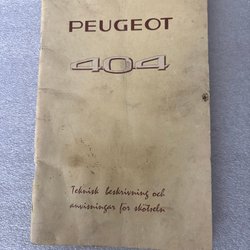 PEUGEOT
404
Teknisk beskrivning och
anvisningar för skötseln